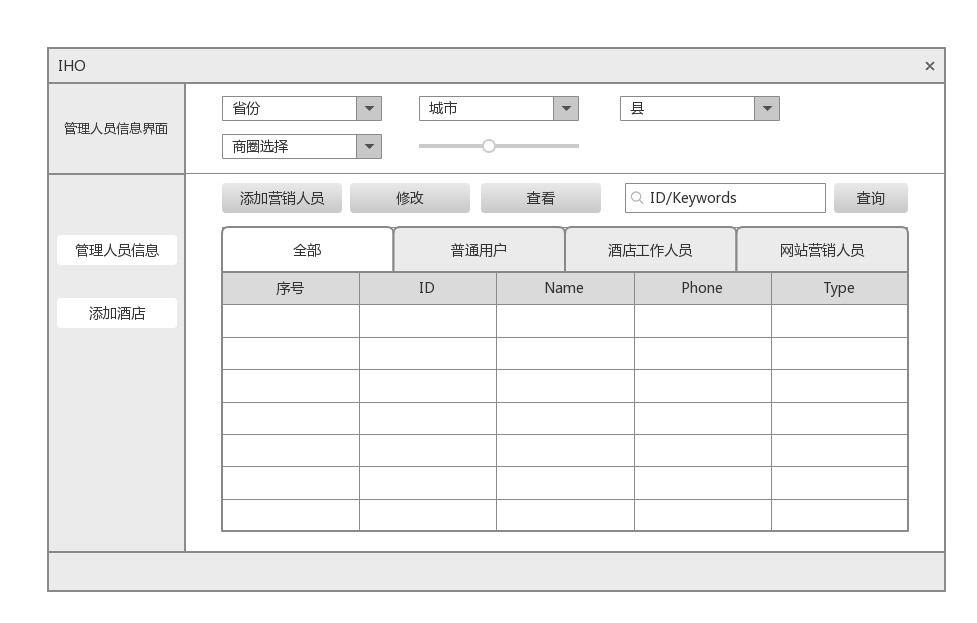 IHO
管理人员信息界面
省份
城市
县
商圈选择
添加营销人员
修改
查看
ID/Keywords
查询
管理人员信息
添加酒店
全部
普通用户
酒店工作人员
网站营销人员
序号
ID
Name
Phone
Type